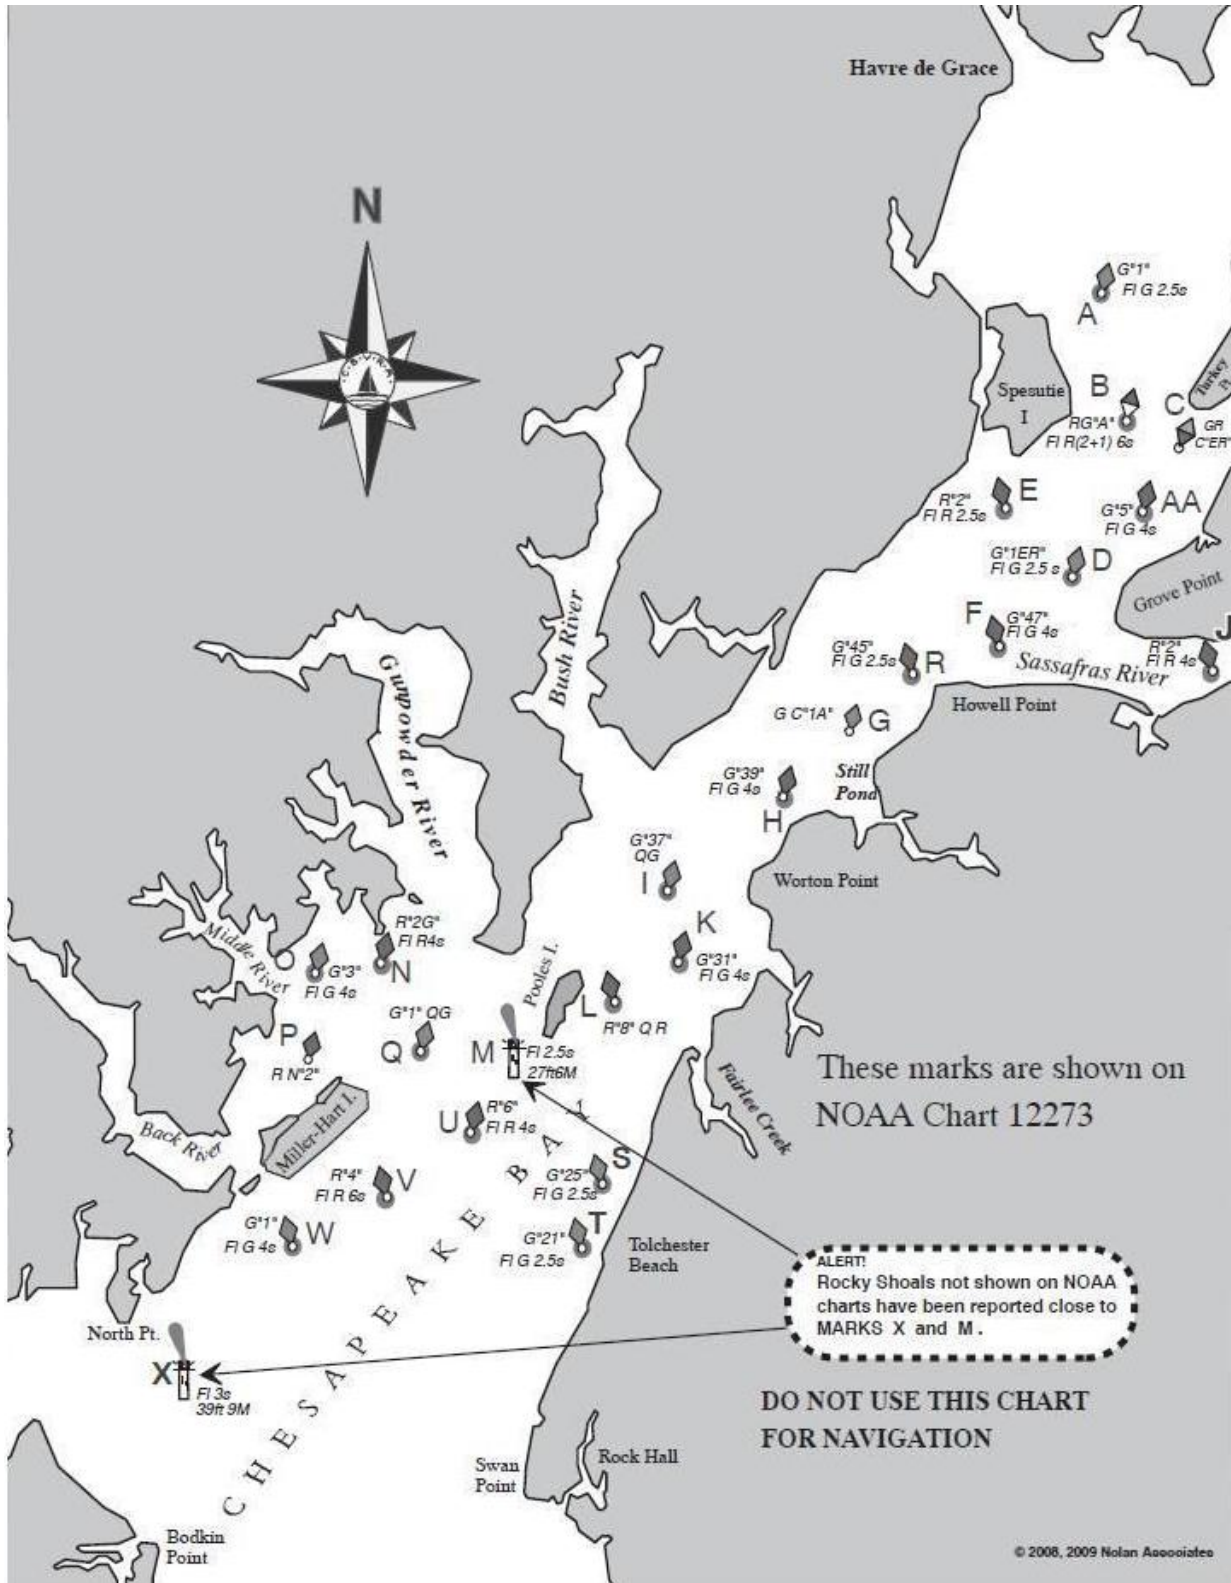 Havre de Grace
N
C·B·Y·R·A
G"1"
Fl G 2.5s
A
Spesutie
I
B
RG"A"
Fl R(2+1) 6s
C
GR
C"ER"
Turkey
E
R"2"
Fl R 2.5s
AA
G"5"
Fl G 4s
G"1ER"
Fl G 2.5 s
D
Grove Point
F
G"47"
Fl G 4s
J
R"2"
Fl R 4s
Sassafras River
G"45"
Fl G 2.5s
R
Howell Point
G C"1A"
G
Still
Pond
G"39"
Fl G 4s
H
Bush River
Gunpowder River
G"37"
QG
I
Worton Point
K
G"31"
Fl G 4s
Middle
River
G"3"
Fl G 4s
R"2G"
Fl R4s
N
Pooles I.
L
R"8" Q R
G"1" QG
Q
M
Fl 2.5s
27ft6M
P
R N"2"
Fairlee Creek
These marks are shown on
NOAA Chart 12273
Back River
Miller-Hart I.
U
R"6"
Fl R 4s
R"4"
Fl R 6s
V
S
G"25"
Fl G 2.5s
G"1"
Fl G 4s
W
T
G"21"
Fl G 2.5s
Tolchester
Beach
CHESAPEAKE BAY
ALERT!
Rocky Shoals not shown on NOAA
charts have been reported close to
MARKS X and M .
North Pt.
X
Fl 3s
39ft 9M
DO NOT USE THIS CHART
FOR NAVIGATION
Swan
Point
Rock Hall
Bodkin
Point
© 2008, 2009 Nolan Associates